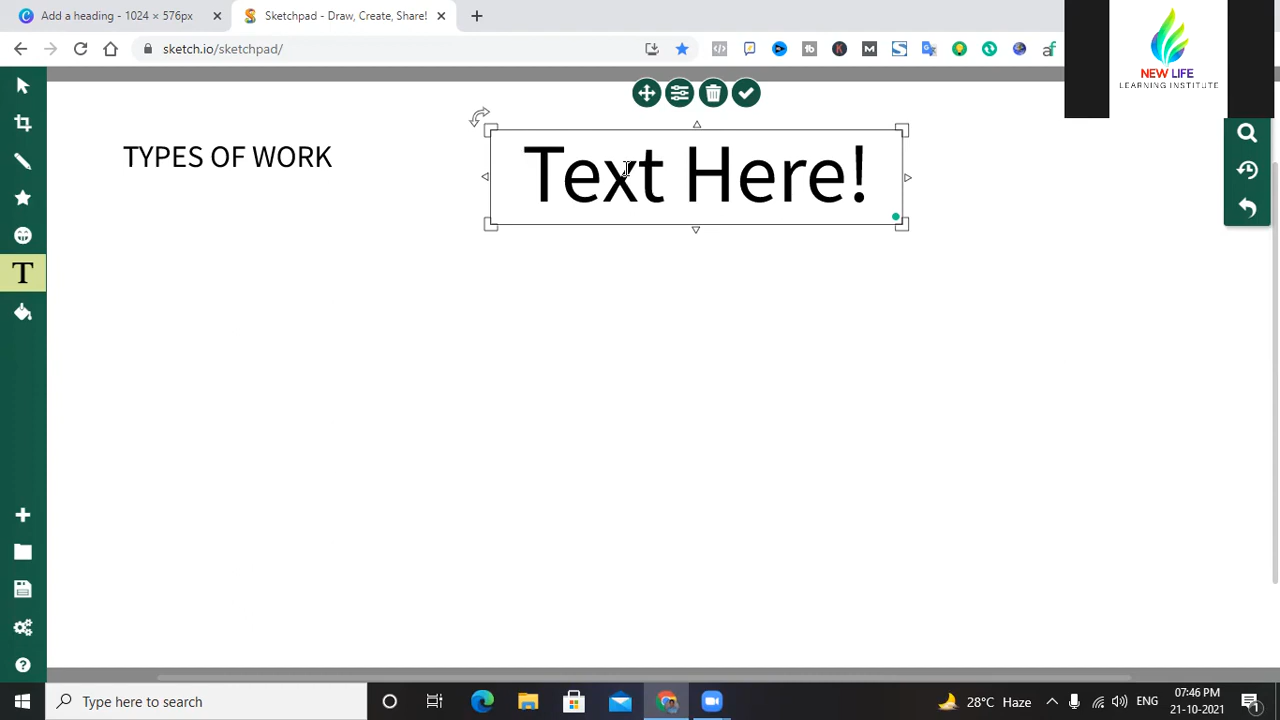 Add a heading - 1024 × 576px
Sketchpad - Draw, Create, Share!
sketch.io/sketchpad/
NEW LIFE
LEARNING INSTITUTE
TYPES OF WORK
Text Here!
T
Type here to search
28°C Haze
ENG
07:46 PM
21-10-2021